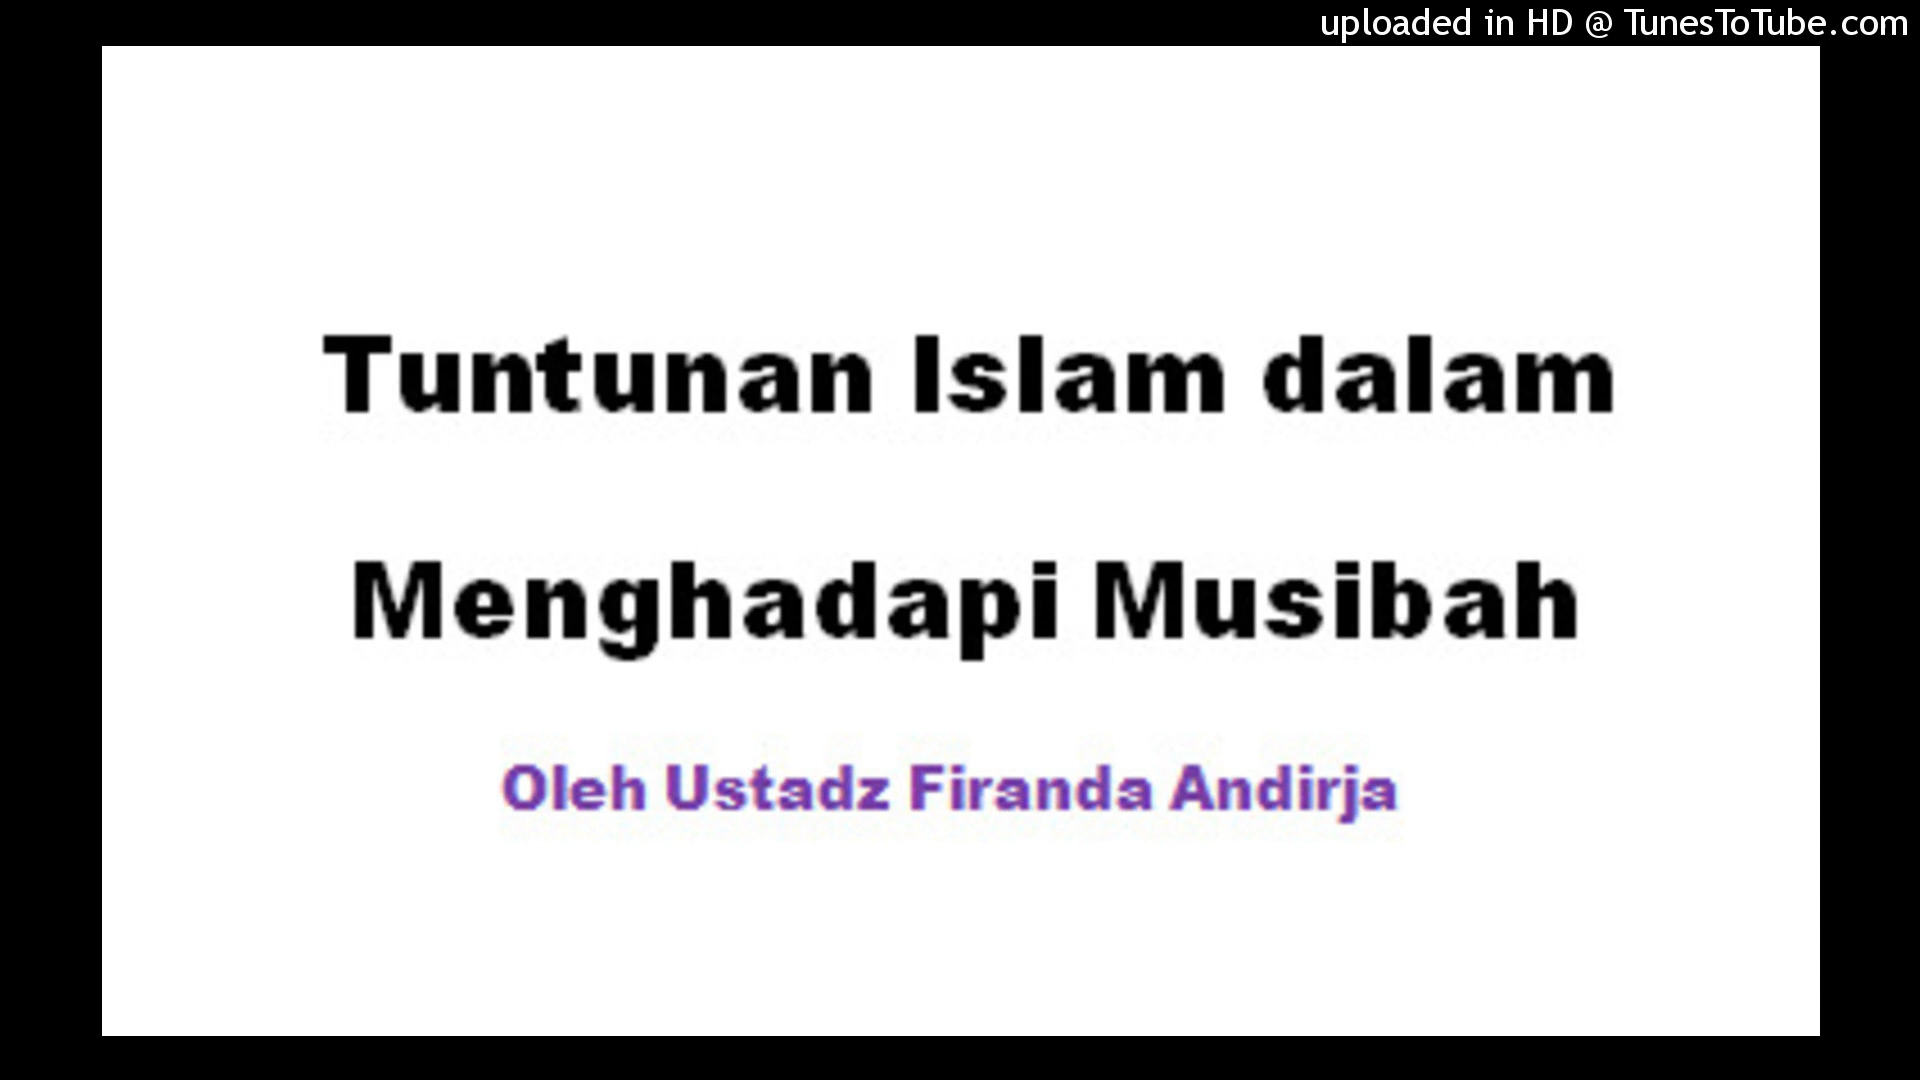 uploaded in HD @ TunesToTube.com
Tuntunan Islam dalam
Menghadapi Musibah
Oleh Ustadz Firanda Andirja